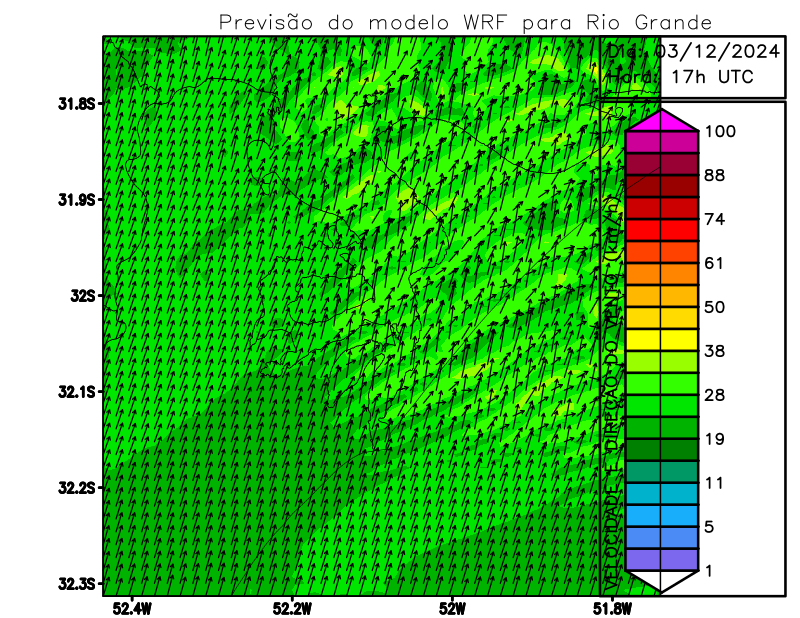 Previsão do modelo WRF para Rio Grande
Dia: 03/12/2024
Hora: 17h UTC
31.8S
31.9S
32S
32.1S
32.2S
32.3S
52.4W
52.2W
52W
51.8W
VELOCIDADE E DIREÇÃO DO VENTO (km/h)
100
88
74
61
50
38
28
19
11
5
1